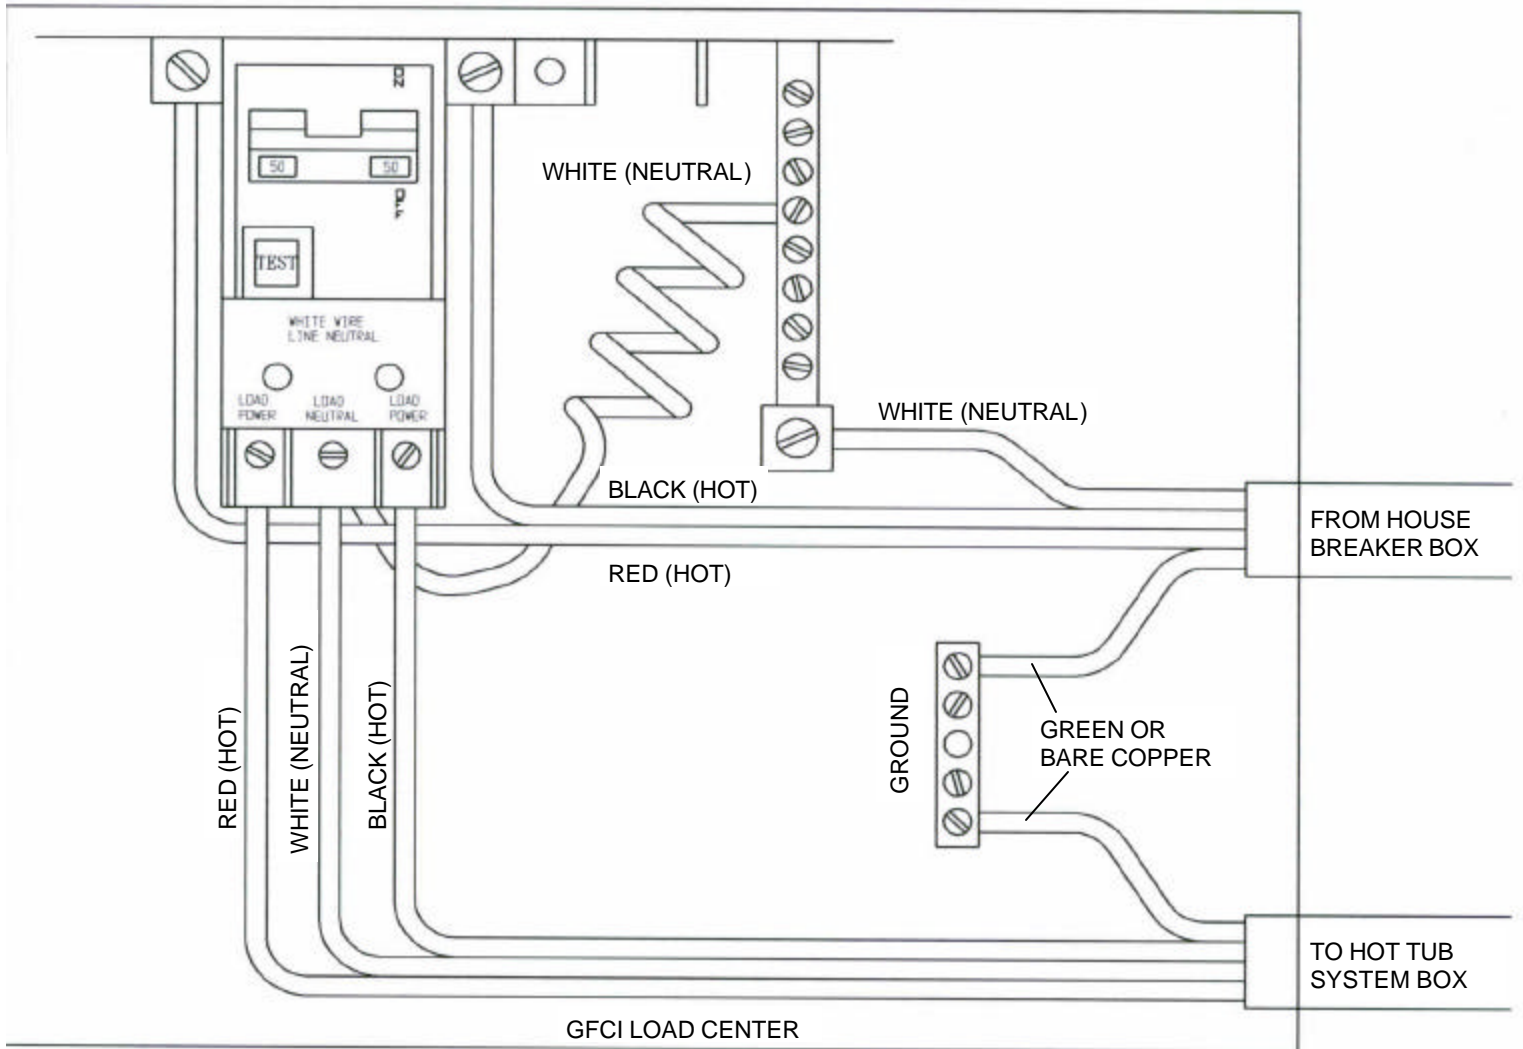 ON
WHITE (NEUTRAL)
50 50
OFF
TEST
WHITE WIRE
LINE NEUTRAL
LOAD
POWER
LOAD
NEUTRAL
LOAD
POWER
WHITE (NEUTRAL)
BLACK (HOT)
FROM HOUSE
BREAKER BOX
RED (HOT)
RED (HOT)
WHITE (NEUTRAL)
BLACK (HOT)
GROUND
GREEN OR
BARE COPPER
TO HOT TUB
SYSTEM BOX
GFCI LOAD CENTER